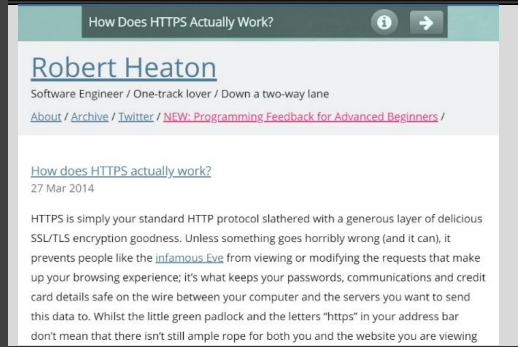 How Does HTTPS Actually Work?
Robert Heaton
Software Engineer / One-track lover / Down a two-way lane
About / Archive / Twitter / NEW: Programming Feedback for Advanced Beginners /
How does HTTPS actually work?
27 Mar 2014
HTTPS is simply your standard HTTP protocol slathered with a generous layer of delicious
SSL/TLS encryption goodness. Unless something goes horribly wrong (and it can), it
prevents people like the infamous Eve from viewing or modifying the requests that make
up your browsing experience; it's what keeps your passwords, communications and credit
card details safe on the wire between your computer and the servers you want to send
this data to. Whilst the little green padlock and the letters "https" in your address bar
don't mean that there isn't still ample rope for both you and the website you are viewing